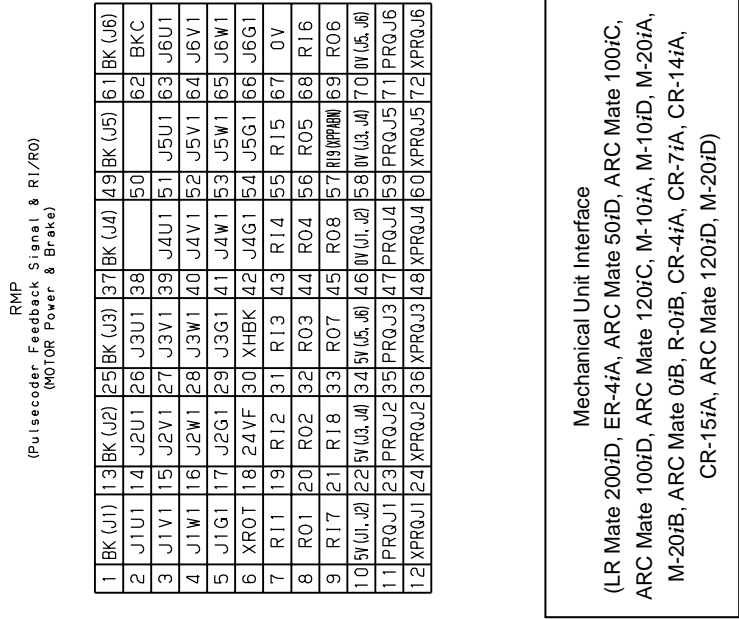 RMP
(Pulsecoder Feedback Signal & RI/RO)
(MOTOR Power & Brake)
1 BK (J1) 13 BK (J2) 25 BK (J3) 37 BK (J4) 49 BK (J5) 61 BK (J6)
2 J1U1 14 J2U1 26 J3U1 38 50 62 BKC
3 J1V1 15 J2V1 27 J3V1 39 J4U1 51 J5U1 63 J6U1
4 J1W1 16 J2W1 28 J3W1 40 J4V1 52 J5V1 64 J6V1
5 J1G1 17 J2G1 29 J3G1 41 J4W1 53 J5W1 65 J6W1
6 XROT 18 24VF 30 XHBK 42 J4G1 54 J5G1 66 J6G1
7 RI1 19 RI2 31 RI3 43 RI4 55 RI5 67 0V
8 RO1 20 RO2 32 RO3 44 RO4 56 RO5 68 RI6
9 RI7 21 RI8 33 RO7 45 RO8 57 RI9(XPPABN) 69 RO6
10 5V (J1, J2) 22 5V (J3, J4) 34 5V (J5, J6) 46 0V (J1, J2) 58 0V (J3, J4) 70 0V (J5, J6)
11 PRQJ1 23 PRQJ2 35 PRQJ3 47 PRQJ4 59 PRQJ5 71 PRQJ6
12 XPRQJ1 24 XPRQJ2 36 XPRQJ3 48 XPRQJ4 60 XPRQJ5 72 XPRQJ6
Mechanical Unit Interface
(LR Mate 200iD, ER-4iA, ARC Mate 50iD, ARC Mate 100iC,
ARC Mate 100iD, ARC Mate 120iC, M-10iA, M-10iD, M-20iA,
M-20iB, ARC Mate 0iB, R-0iB, CR-4iA, CR-7iA, CR-14iA,
CR-15iA, ARC Mate 120iD, M-20iD)